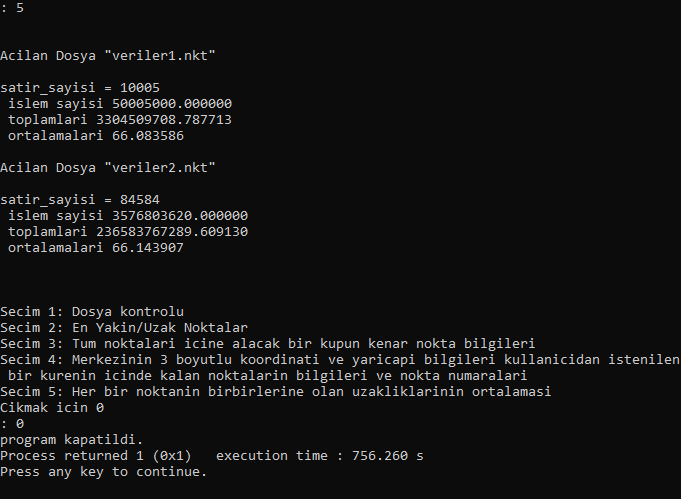 : 5
Acilan Dosya "veriler1.nkt"
satir_sayisi = 10005
islem sayisi 50005000.000000
toplamlari 3304509708.787713
ortalamalari 66.083586
Acilan Dosya "veriler2.nkt"
satir_sayisi = 84584
islem sayisi 3576803620.000000
toplamlari 236583767289.609130
ortalamalari 66.143907
Secim 1: Dosya kontrolu
Secim 2: En Yakin/Uzak Noktalar
Secim 3: Tum noktalari icine alacak bir kupun kenar nokta bilgileri
Secim 4: Merkezinin 3 boyutlu koordinati ve yaricapi bilgileri kullanicidan istenilen
bir kurenin icinde kalan noktalarin bilgileri ve nokta numaralari
Secim 5: Her bir noktanin birbirlerine olan uzakliklarinin ortalamasi
Cikmak icin 0
: 0
program kapatildi.
Process returned 1 (0x1)   execution time : 756.260 s
Press any key to continue.